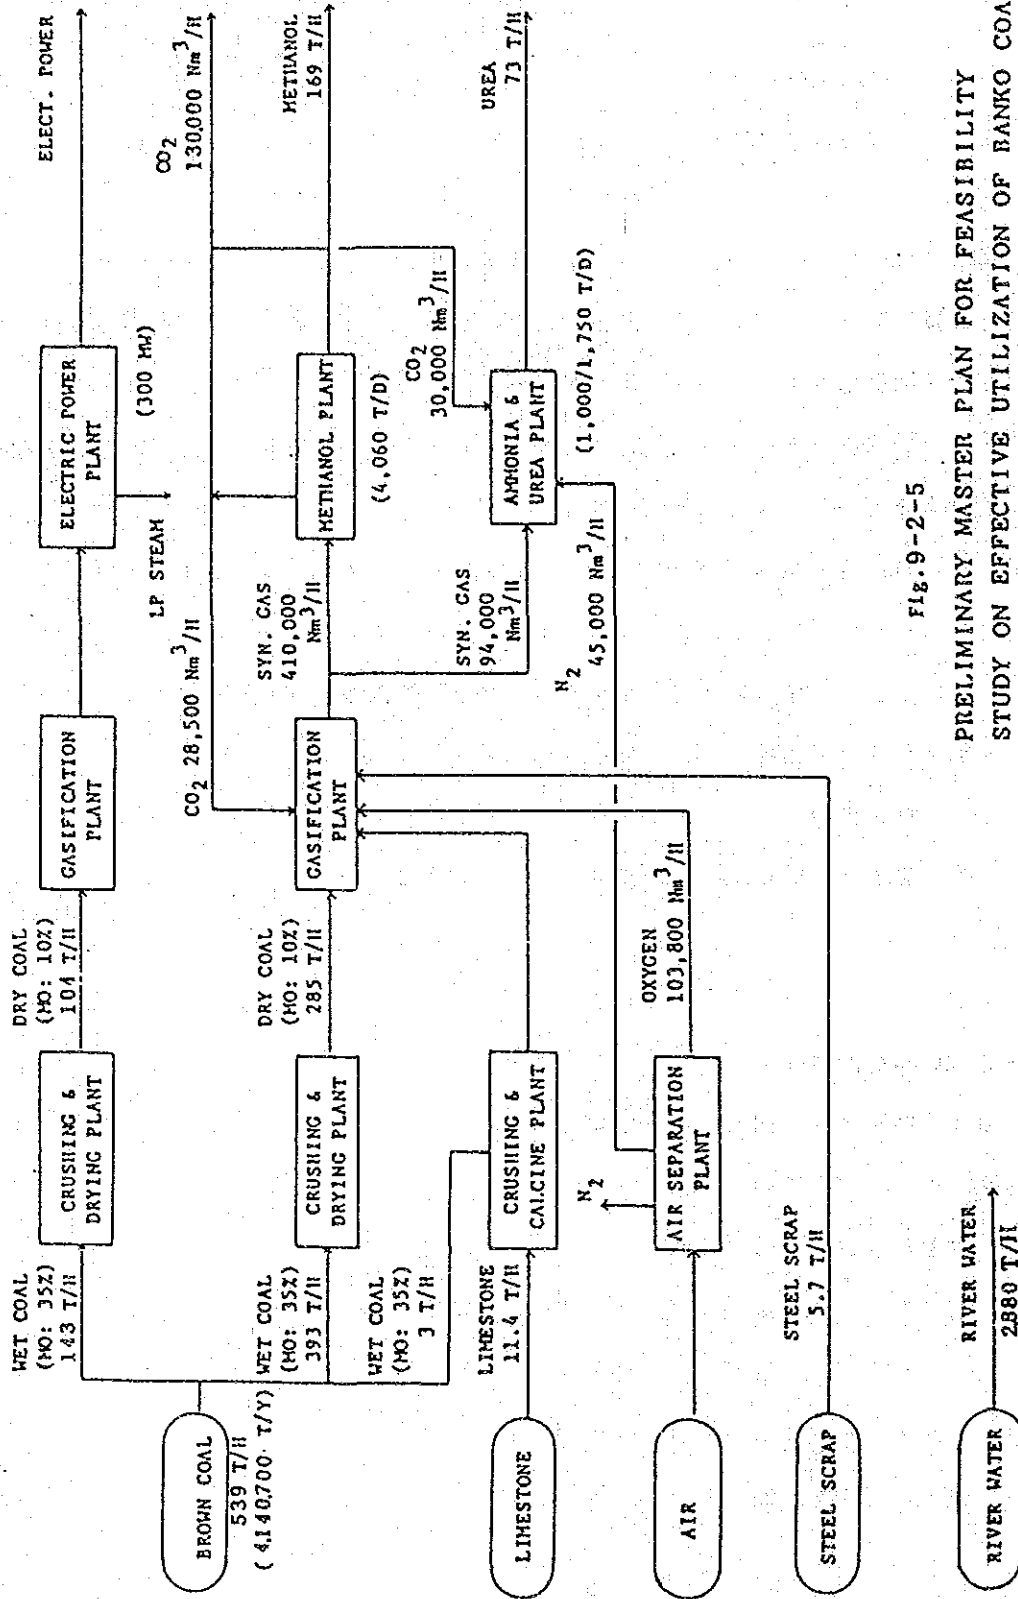 WET COAL
(MO: 35%)
143 T/H
CRUSHING &
DRYING PLANT
DRY COAL
(MO: 10%)
104 T/H
GASIFICATION
PLANT
ELECTRIC POWER
PLANT
(300 MW)
LP STEAM
ELECT. POWER
BROWN COAL
539 T/H
(4,140,700 T/Y)
WET COAL
(MO: 35%)
393 T/H
CRUSHING &
DRYING PLANT
DRY COAL
(MO: 10%)
285 T/H
CO2 28,500 Nm3/H
GASIFICATION
PLANT
SYN. GAS
410,000
Nm3/H
METHANOL PLANT
(4,060 T/D)
CO2
130,000 Nm3/H
METHANOL
169 T/H
WET COAL
(MO: 35%)
3 T/H
LIMESTONE
LIMESTONE
11.4 T/H
CRUSHING &
CALCINE PLANT
SYN. GAS
94,000
Nm3/H
CO2
30,000 Nm3/H
AMMONIA &
UREA PLANT
(1,000/1,750 T/D)
UREA
73 T/H
AIR
N2
AIR SEPARATION
PLANT
OXYGEN
103,800 Nm3/H
N2
45,000 Nm3/H
STEEL SCRAP
STEEL SCRAP
5.7 T/H
RIVER WATER
RIVER WATER
2,880 T/H
Fig.9-2-5
PRELIMINARY MASTER PLAN FOR FEASIBILITY
STUDY ON EFFECTIVE UTILIZATION OF BANKO COA